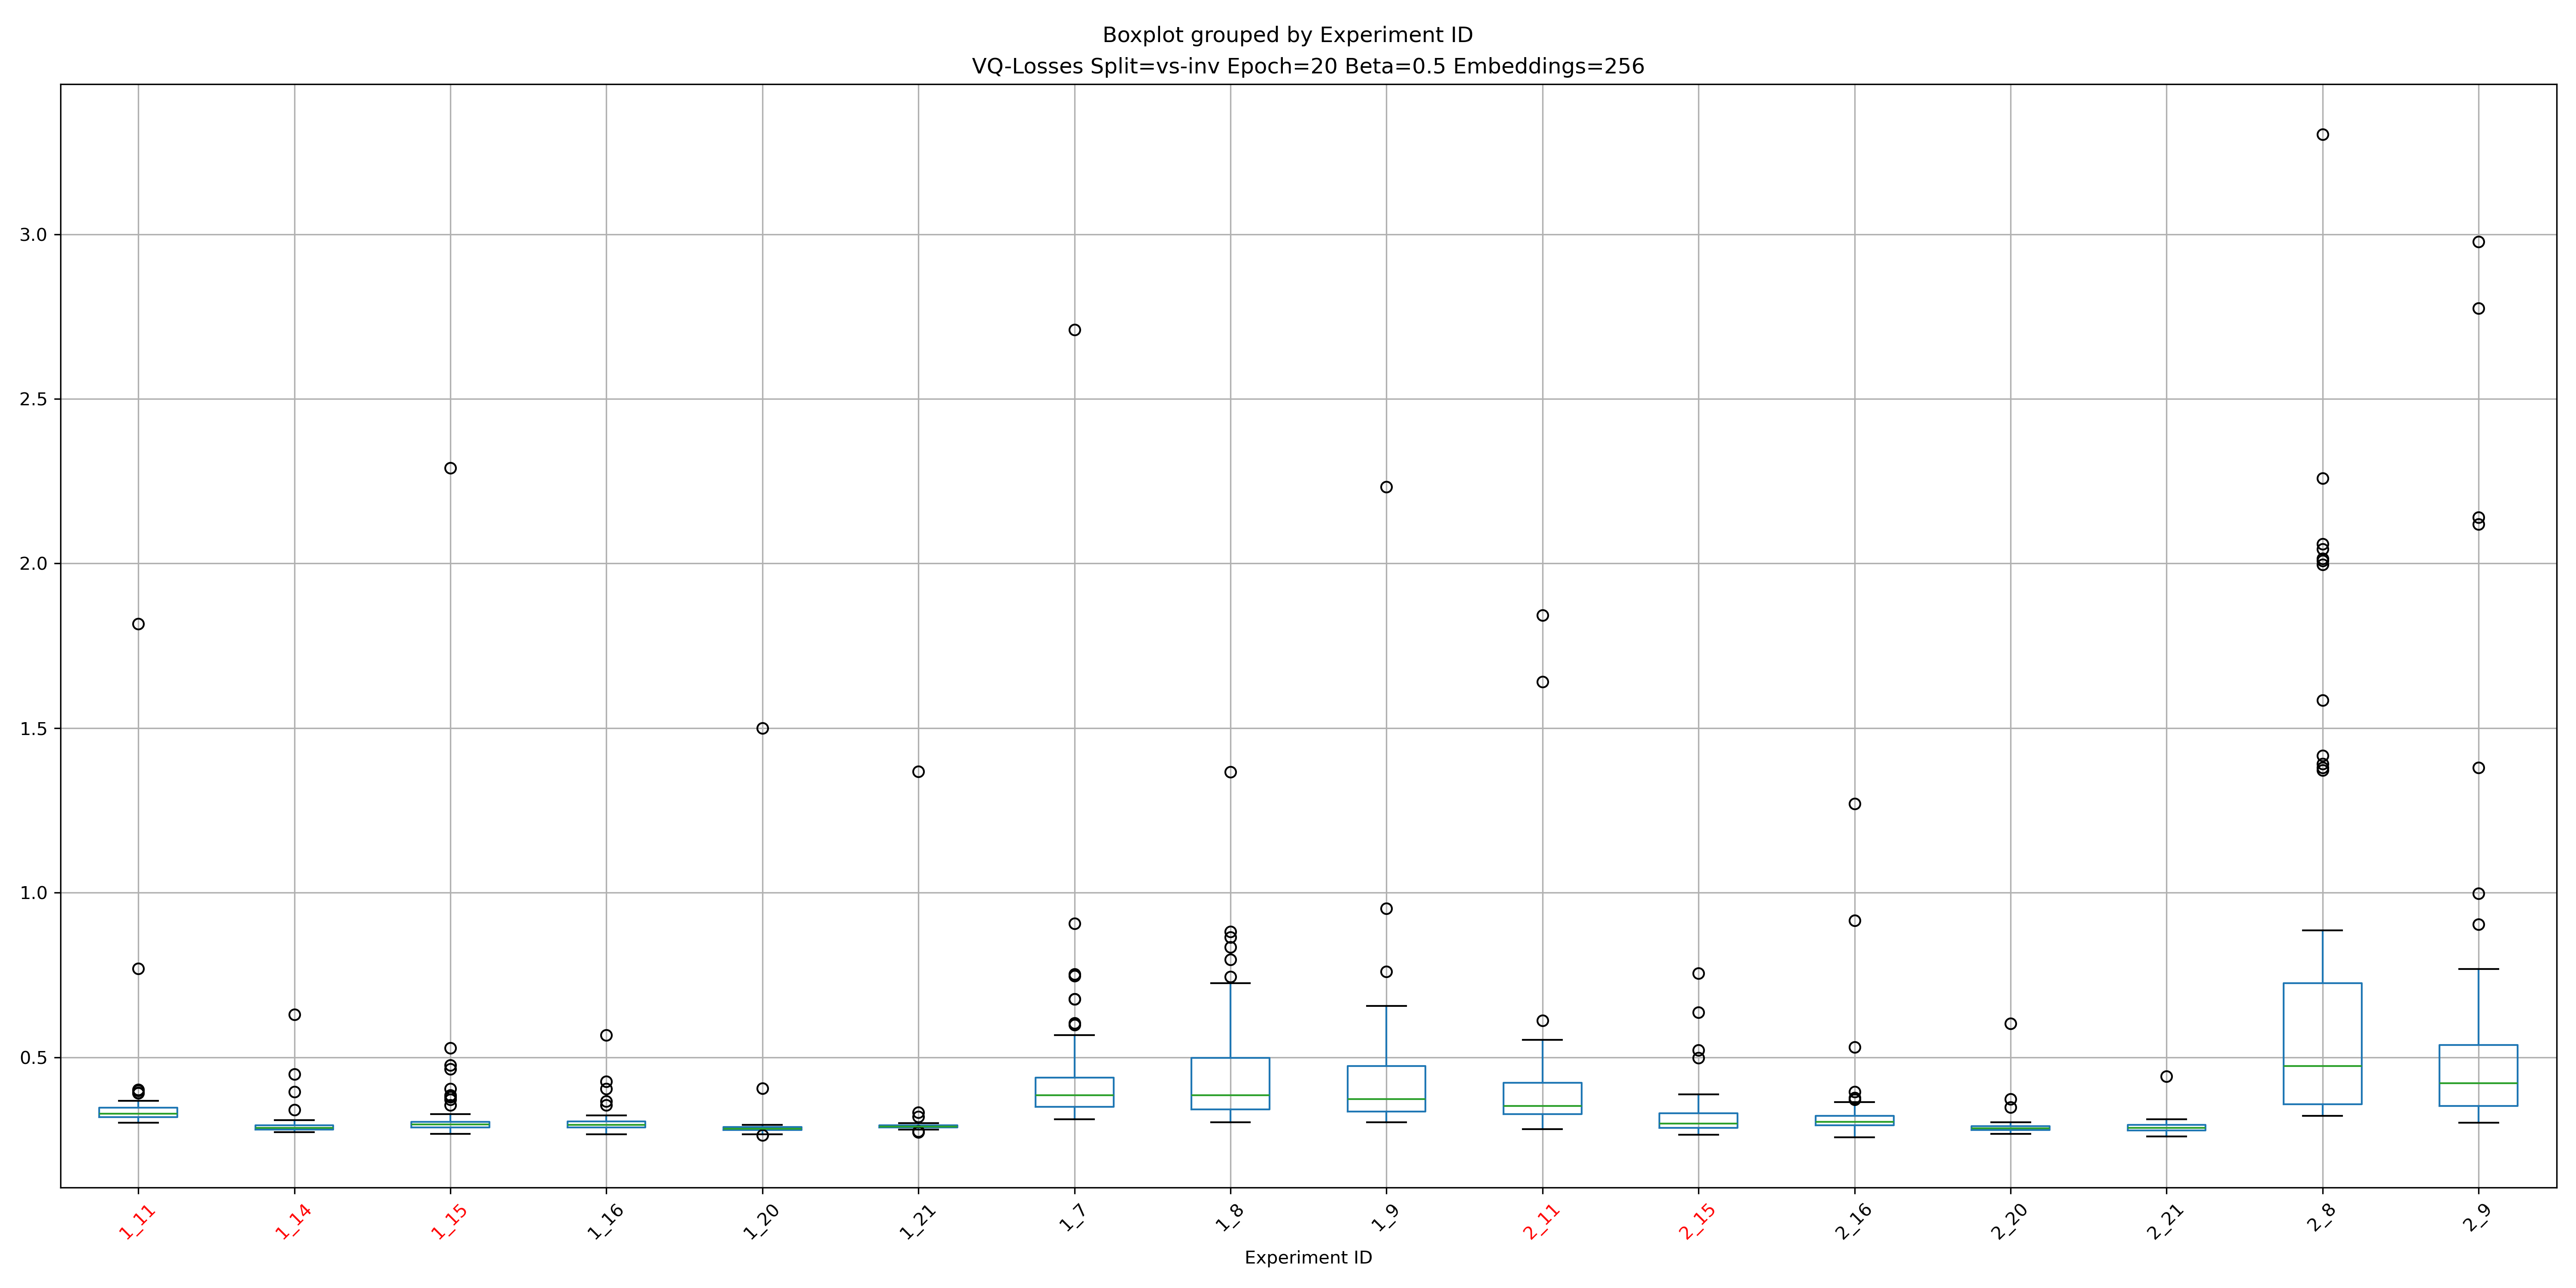 Boxplot grouped by Experiment ID
VQ-Losses Split=vs-inv Epoch=20 Beta=0.5 Embeddings=256
3.0
2.5
2.0
1.5
1.0
0.5
1_11 1_14 1_15 1_16 1_20 1_21 1_7 1_8 1_9 2_11 2_15 2_16 2_20 2_21 2_8 2_9
Experiment ID